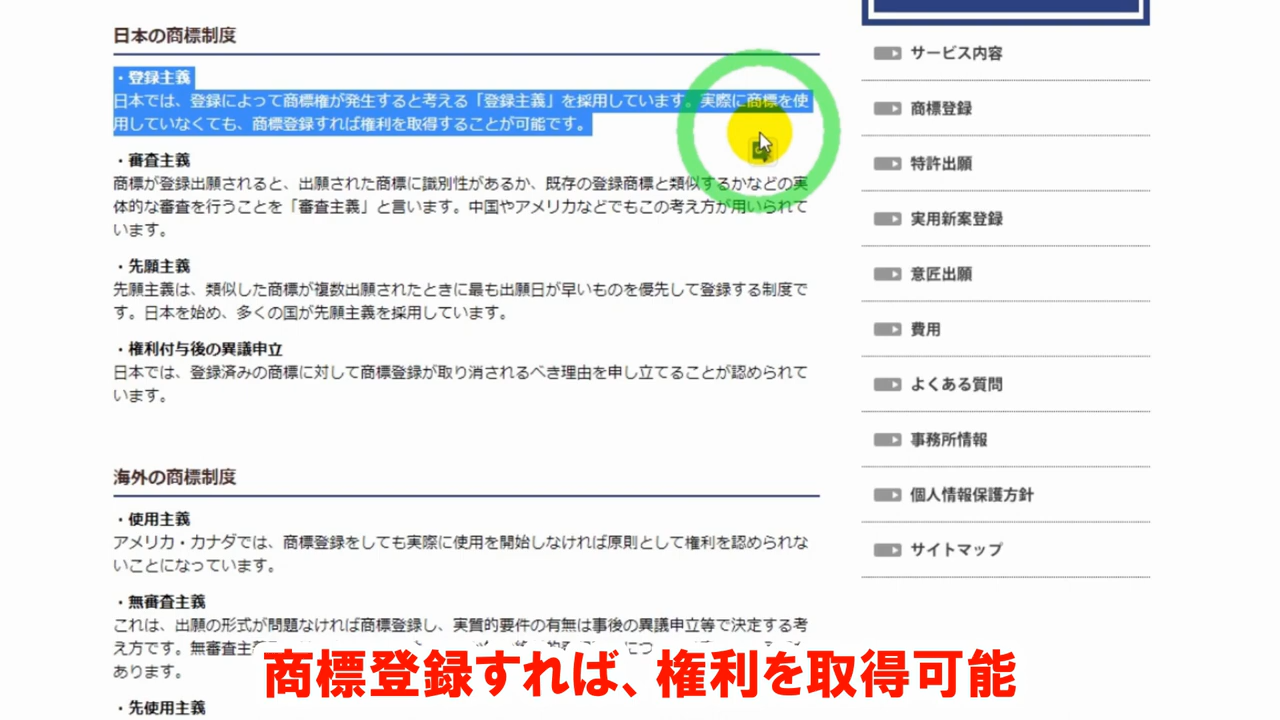 日本の商標制度
・登録主義
日本では、登録によって商標権が発生すると考える「登録主義」を採用しています。実際に商標を使
用していなくても、商標登録すれば権利を取得することが可能です。
・審査主義
商標が登録出願されると、出願された商標に識別性があるか、既存の登録商標と類似するかなどの実
体的な審査を行うことを「審査主義」と言います。中国やアメリカなどでもこの考え方が用いられて
います。
・先願主義
先願主義は、類似した商標が複数出願されたときに最も出願日が早いものを優先して登録する制度で
す。日本を始め、多くの国が先願主義を採用しています。
・権利付与後の異議申立
日本では、登録済みの商標に対して商標登録が取り消されるべき理由を申し立てることが認められて
います。
海外の商標制度
・使用主義
アメリカ・カナダでは、商標登録をしても実際に使用を開始しなければ原則として権利を認められな
いことになっています。
・無審査主義
これは、出願の形式が問題なければ商標登録し、実質的要件の有無は事後の異議申立等で決定する考
え方です。無審査主
あります。
・先使用主義
サービス内容
商標登録
特許出願
実用新案登録
意匠出願
費用
よくある質問
事務所情報
個人情報保護方針
サイトマップ
商標登録すれば、権利を取得可能